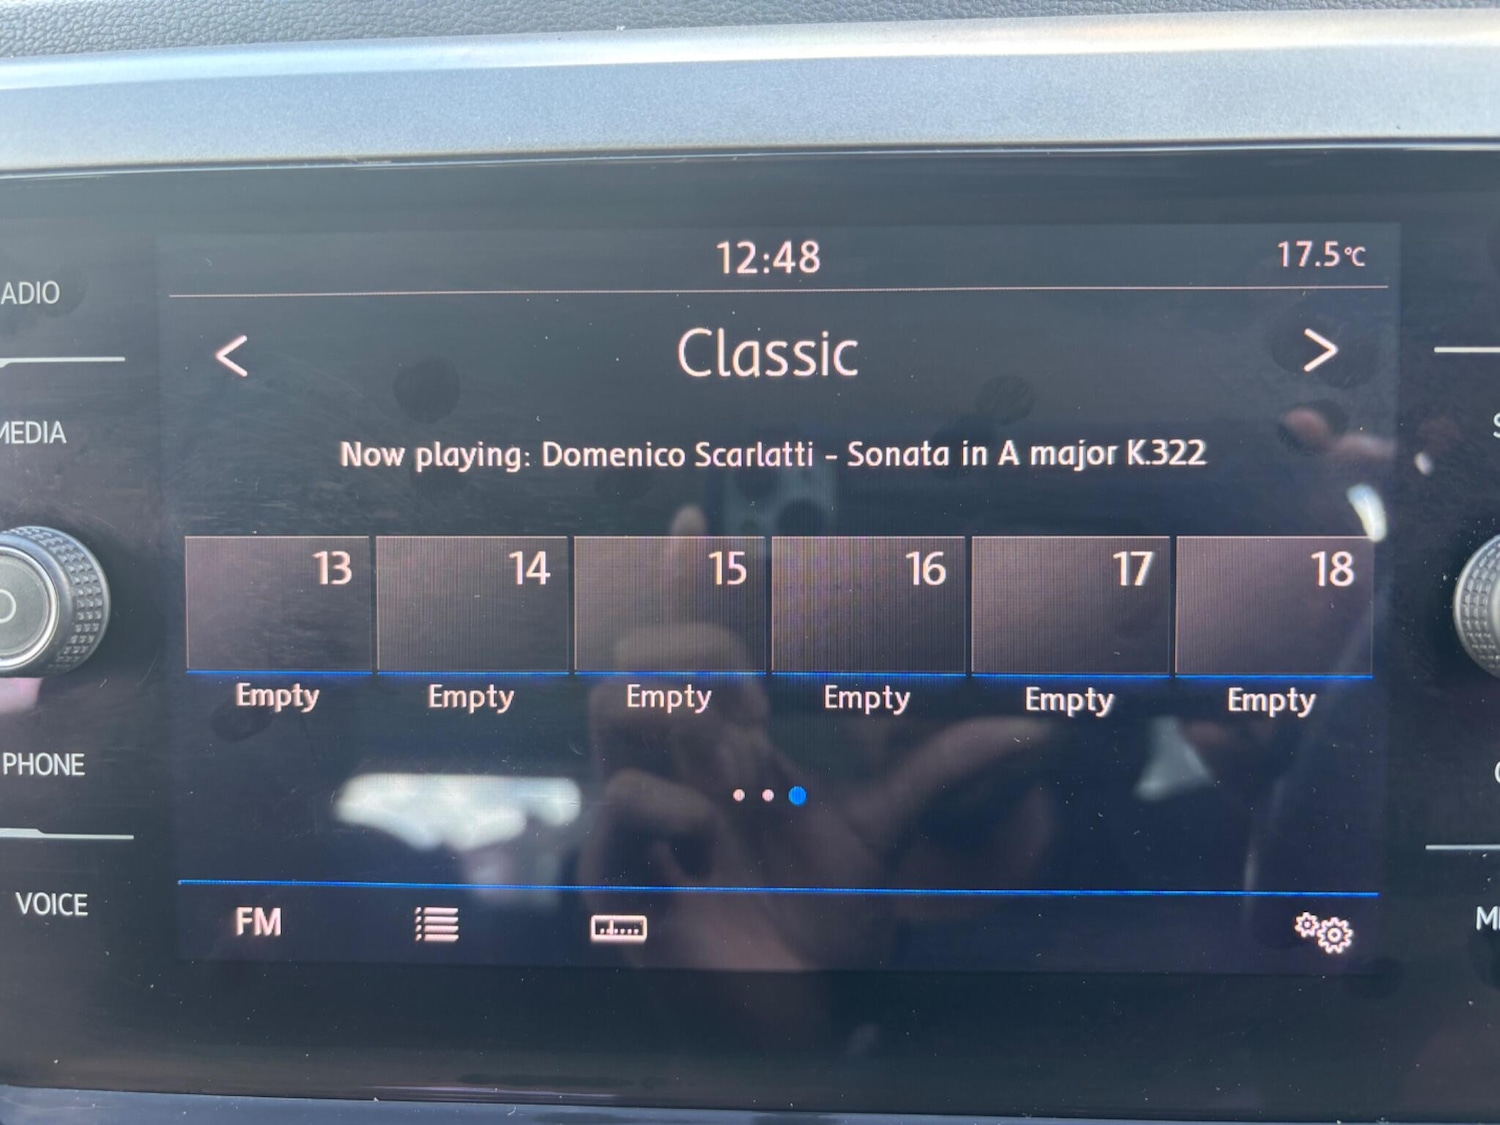 12:48 17.5°C
ADIO
< Classic >
MEDIA
Now playing: Domenico Scarlatti - Sonata in A major K.322
13 14 15 16 17 18
Empty Empty Empty Empty Empty Empty
PHONE
VOICE
FM